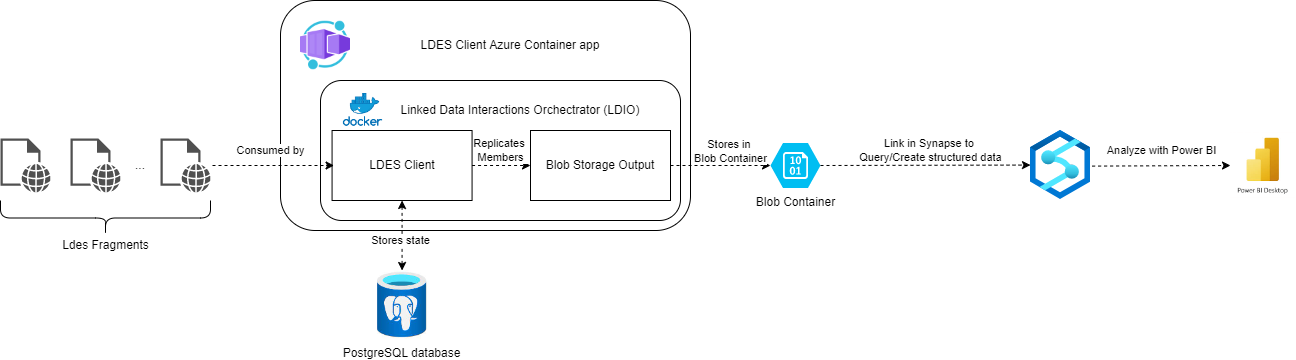 LDES Client Azure Container app
docker
Linked Data Interactions Orchestrator (LDIO)
...
Consumed by
LDES Client
Replicates
Members
Blob Storage Output
Stores in
Blob Container
10
01
Link in Synapse to
Query/Create structured data
Analyze with Power BI
Power BI Desktop
Blob Container
Ldes Fragments
Stores state
PostgreSQL database